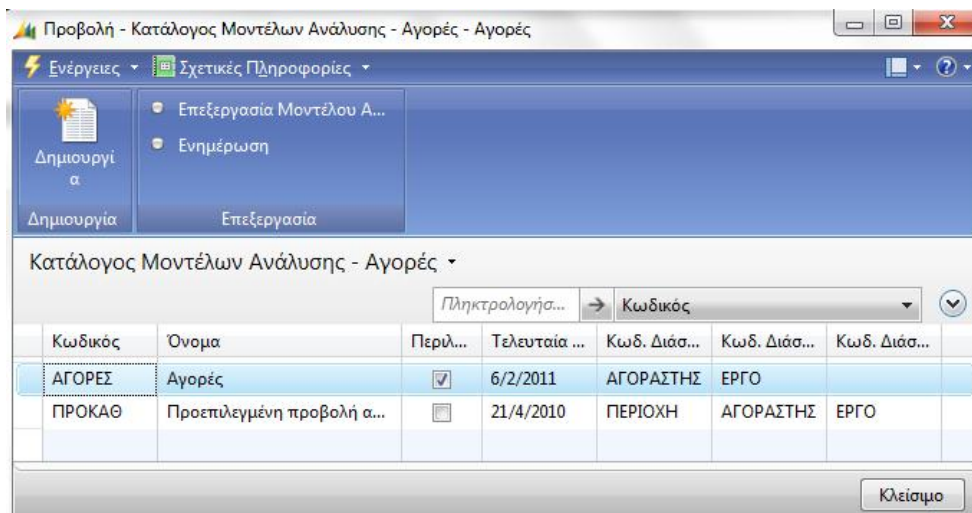 Προβολή - Κατάλογος Μοντέλων Ανάλυσης - Αγορές - Αγορές
Ενέργειες Σχετικές Πληροφορίες
Δημιουργί
α
Επεξεργασία Μοντέλου Α...
Ενημέρωση
Δημιουργία Επεξεργασία
Κατάλογος Μοντέλων Ανάλυσης - Αγορές
Πληκτρολογήσ... Κωδικός
Κωδικός Όνομα Περιλ... Τελευταία ... Κωδ. Διάσ... Κωδ. Διάσ... Κωδ. Διάσ...
ΑΓΟΡΕΣ Αγορές 6/2/2011 ΑΓΟΡΑΣΤΗΣ ΕΡΓΟ
ΠΡΟΚΑΘ Προεπιλεγμένη προβολή α... 21/4/2010 ΠΕΡΙΟΧΗ ΑΓΟΡΑΣΤΗΣ ΕΡΓΟ
Κλείσιμο